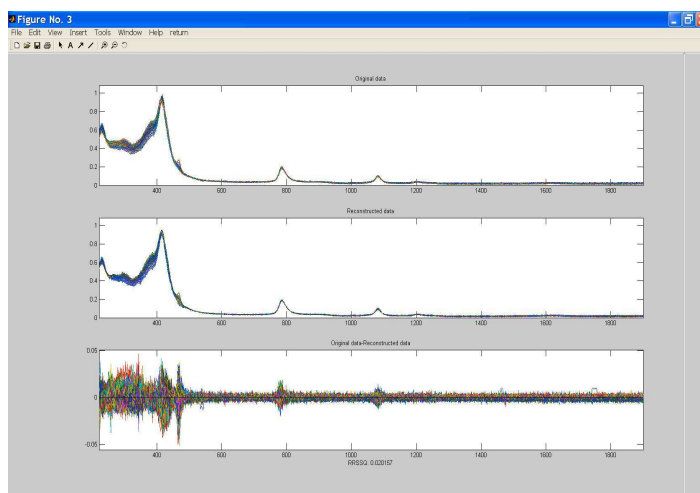 Figure No. 3
File Edit View Insert Tools Window Help return
A
Original data
1
0.8
0.6
0.4
0.2
0
400 600 800 1000 1200 1400 1600 1800
Reconstructed data
1
0.8
0.6
0.4
0.2
0
400 600 800 1000 1200 1400 1600 1800
Original data-Reconstructed data
0.05
0
-0.05
400 600 800 1000 1200 1400 1600 1800
RRSSQ: 0.020157